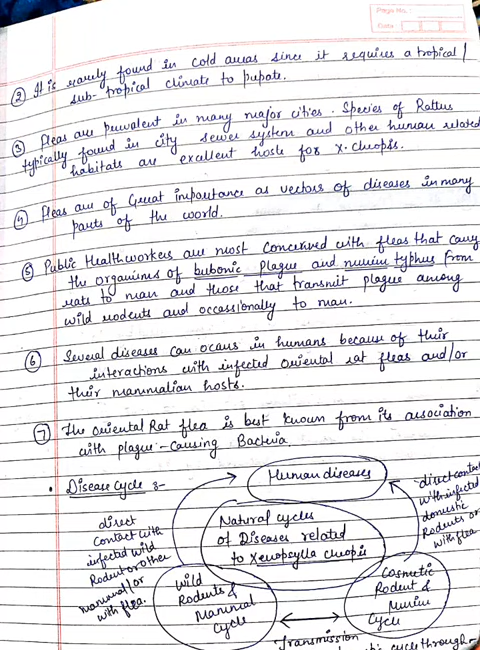 Page No.
Date
② It is rarely found in cold areas since it requires a tropical /
sub-tropical climate to pupate.
③ Fleas are prevalent in many major cities. Species of Rattus
typically found in city sewer system and other human related
habitats are excellent hosts for X. cheopis.
④ Fleas are of Great importance as vectors of diseases in many
parts of the world.
⑤ Public Health workers are most concerned with fleas that carry
the organisms of bubonic plague and murine typhus from
rats to man and those that transmit plague among
wild rodents and occassionally to man.
⑥ Several diseases can occurs in humans because of their
interactions with infected oriental rat fleas and/or
their mammalian hosts.
⑦ The oriental Rat flea is best known from its association
with plague-Causing Bacteria.
• Disease cycle :-
Human diseases
direct
contact with
infected wild
Rodent or other
mammal/or
with flea.
Natural cycles
of Diseases related
to Xenopsylla cheopis
direct contact
with infected
domestic
Rodents or
with flea
Wild
Rodents &
Mammal
Cycle
Cosmetic
Rodent &
Murin
Cycle
Transmission
cycle through-